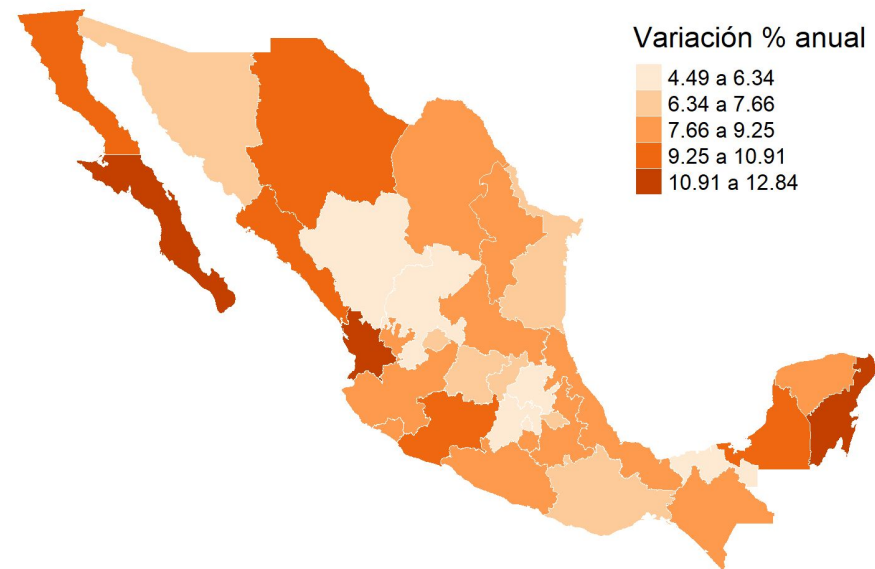 Variación % anual
4.49 a 6.34
6.34 a 7.66
7.66 a 9.25
9.25 a 10.91
10.91 a 12.84